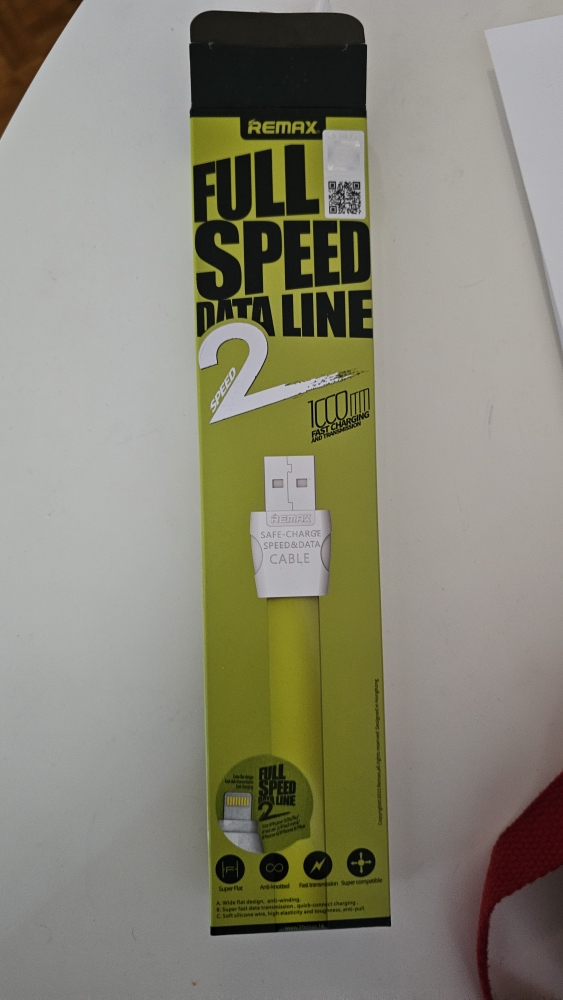 REMAX
FULL
SPEED
DATA LINE
SPEED
2
1000mm
FAST CHARGING
AND TRANSMISSION
REMAX
SAFE-CHARGE
SPEED&DATA
CABLE
FULL
SPEED
DATA LINE
2
Super Flat
Anti-knotted
Fast transmission
Super compatible
A. Wide flat design, anti-winding.
B. Super fast data transmission, quick-connect charging.
C. Soft silicone wire, high elasticity and toughness, anti-pull.